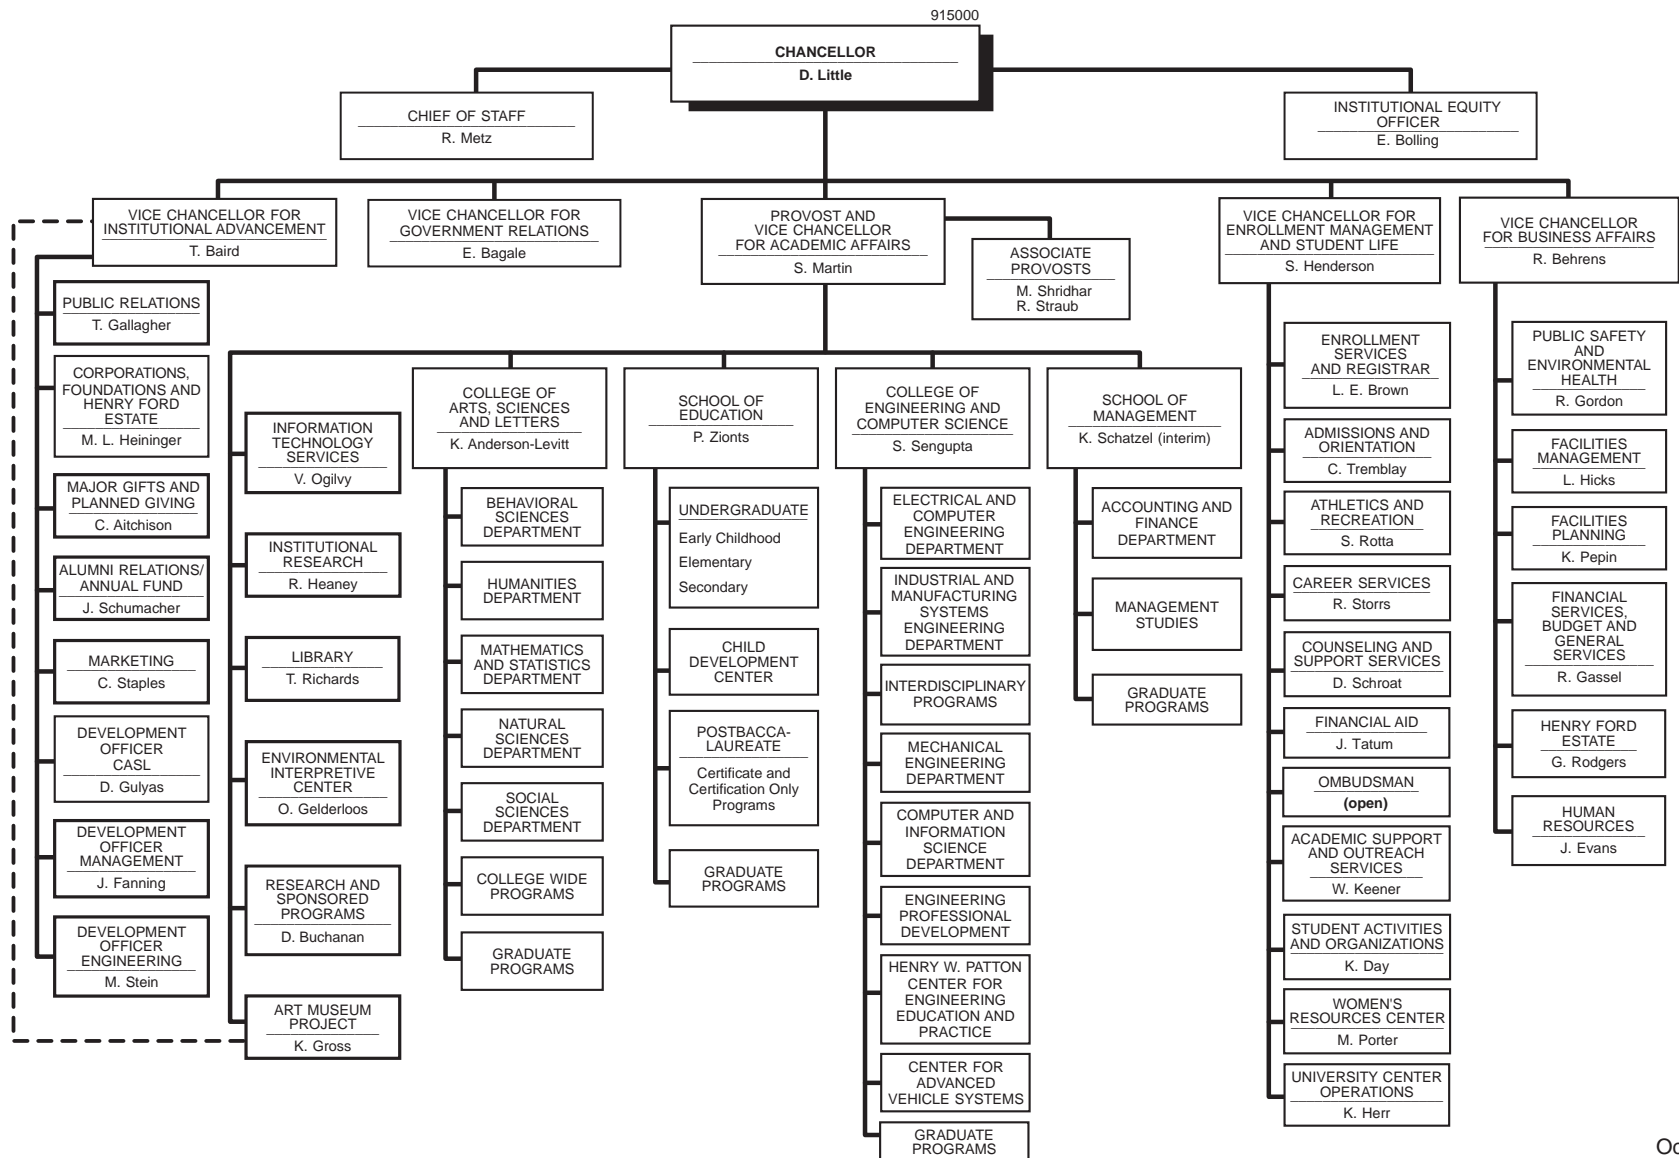 915000
CHANCELLOR
D. Little
CHIEF OF STAFF
R. Metz
INSTITUTIONAL EQUITY
OFFICER
E. Bolling
VICE CHANCELLOR FOR
INSTITUTIONAL ADVANCEMENT
T. Baird
VICE CHANCELLOR FOR
GOVERNMENT RELATIONS
E. Bagale
PROVOST AND
VICE CHANCELLOR
FOR ACADEMIC AFFAIRS
S. Martin
ASSOCIATE
PROVOSTS
M. Shridhar
R. Straub
VICE CHANCELLOR FOR
ENROLLMENT MANAGEMENT
AND STUDENT LIFE
S. Henderson
VICE CHANCELLOR
FOR BUSINESS AFFAIRS
R. Behrens
PUBLIC RELATIONS
T. Gallagher
CORPORATIONS,
FOUNDATIONS AND
HENRY FORD
ESTATE
M. L. Heininger
MAJOR GIFTS AND
PLANNED GIVING
C. Aitchison
ALUMNI RELATIONS/
ANNUAL FUND
J. Schumacher
MARKETING
C. Staples
DEVELOPMENT
OFFICER
CASL
D. Gulyas
DEVELOPMENT
OFFICER
MANAGEMENT
J. Fanning
DEVELOPMENT
OFFICER
ENGINEERING
M. Stein
INFORMATION
TECHNOLOGY
SERVICES
V. Ogilvy
INSTITUTIONAL
RESEARCH
R. Heaney
LIBRARY
T. Richards
ENVIRONMENTAL
INTERPRETIVE
CENTER
O. Gelderloos
RESEARCH AND
SPONSORED
PROGRAMS
D. Buchanan
ART MUSEUM
PROJECT
K. Gross
COLLEGE OF
ARTS, SCIENCES
AND LETTERS
K. Anderson-Levitt
BEHAVIORAL
SCIENCES
DEPARTMENT
HUMANITIES
DEPARTMENT
MATHEMATICS
AND STATISTICS
DEPARTMENT
NATURAL
SCIENCES
DEPARTMENT
SOCIAL
SCIENCES
DEPARTMENT
COLLEGE WIDE
PROGRAMS
GRADUATE
PROGRAMS
SCHOOL OF
EDUCATION
P. Zionts
UNDERGRADUATE
Early Childhood
Elementary
Secondary
CHILD
DEVELOPMENT
CENTER
POSTBACCA-
LAUREATE
Certificate and
Certification Only
Programs
GRADUATE
PROGRAMS
COLLEGE OF
ENGINEERING AND
COMPUTER SCIENCE
S. Sengupta
ELECTRICAL AND
COMPUTER
ENGINEERING
DEPARTMENT
INDUSTRIAL AND
MANUFACTURING
SYSTEMS
ENGINEERING
DEPARTMENT
INTERDISCIPLINARY
PROGRAMS
MECHANICAL
ENGINEERING
DEPARTMENT
COMPUTER AND
INFORMATION
SCIENCE
DEPARTMENT
ENGINEERING
PROFESSIONAL
DEVELOPMENT
HENRY W. PATTON
CENTER FOR
ENGINEERING
EDUCATION AND
PRACTICE
CENTER FOR
ADVANCED
VEHICLE SYSTEMS
GRADUATE
PROGRAMS
SCHOOL OF
MANAGEMENT
K. Schatzel (interim)
ACCOUNTING AND
FINANCE
DEPARTMENT
MANAGEMENT
STUDIES
GRADUATE
PROGRAMS
ENROLLMENT
SERVICES
AND REGISTRAR
L. E. Brown
ADMISSIONS AND
ORIENTATION
C. Tremblay
ATHLETICS AND
RECREATION
S. Rotta
CAREER SERVICES
R. Storrs
COUNSELING AND
SUPPORT SERVICES
D. Schroat
FINANCIAL AID
J. Tatum
OMBUDSMAN
(open)
ACADEMIC SUPPORT
AND OUTREACH
SERVICES
W. Keener
STUDENT ACTIVITIES
AND ORGANIZATIONS
K. Day
WOMEN'S
RESOURCES CENTER
M. Porter
UNIVERSITY CENTER
OPERATIONS
K. Herr
PUBLIC SAFETY
AND
ENVIRONMENTAL
HEALTH
R. Gordon
FACILITIES
MANAGEMENT
L. Hicks
FACILITIES
PLANNING
K. Pepin
FINANCIAL
SERVICES,
BUDGET AND
GENERAL
SERVICES
R. Gassel
HENRY FORD
ESTATE
G. Rodgers
HUMAN
RESOURCES
J. Evans